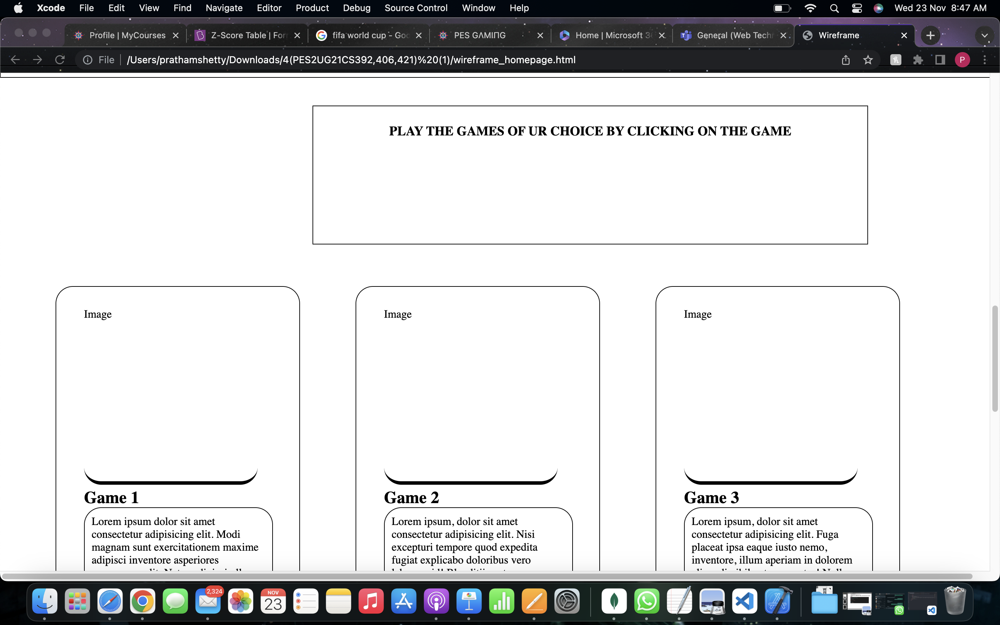 Xcode File Edit View Find Navigate Editor Product Debug Source Control Window Help Wed 23 Nov 8:47 AM
Profile | MyCourses Z-Score Table | For fifa world cup - Goo PES GΛMIПG Home | Microsoft 36 General (Web Tech Wireframe
File /Users/prathamshetty/Downloads/4(PES2UG21CS392,406,421)%20(1)/wireframe_homepage.html P
PLAY THE GAMES OF UR CHOICE BY CLICKING ON THE GAME
Image
Game 1
Lorem ipsum dolor sit amet
consectetur adipisicing elit. Modi
magnam sunt exercitationem maxime
adipisci inventore asperiores
Image
Game 2
Lorem ipsum, dolor sit amet
consectetur adipisicing elit. Nisi
excepturi tempore quod expedita
fugiat explicabo doloribus vero
Image
Game 3
Lorem ipsum, dolor sit amet
consectetur adipisicing elit. Fuga
placeat ipsa eaque iusto nemo,
inventore, illum aperiam in dolorem
2,324
NOV
23